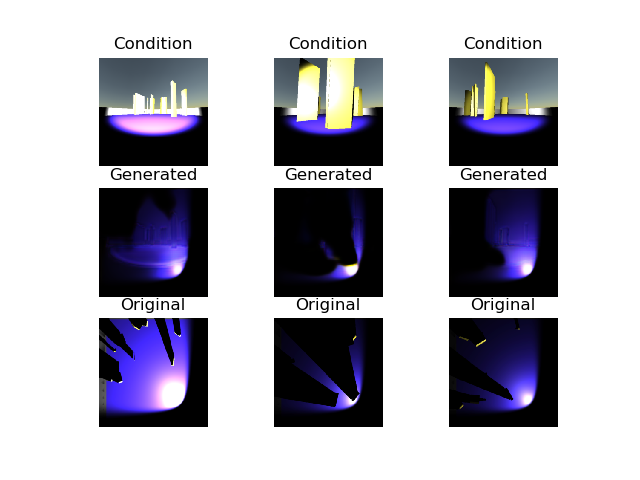 Condition Condition Condition
Generated Generated Generated
Original Original Original